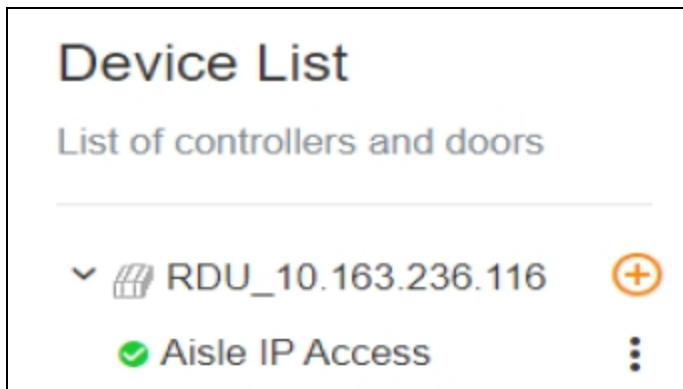 Device List
List of controllers and doors
RDU_10.163.236.116
Aisle IP Access